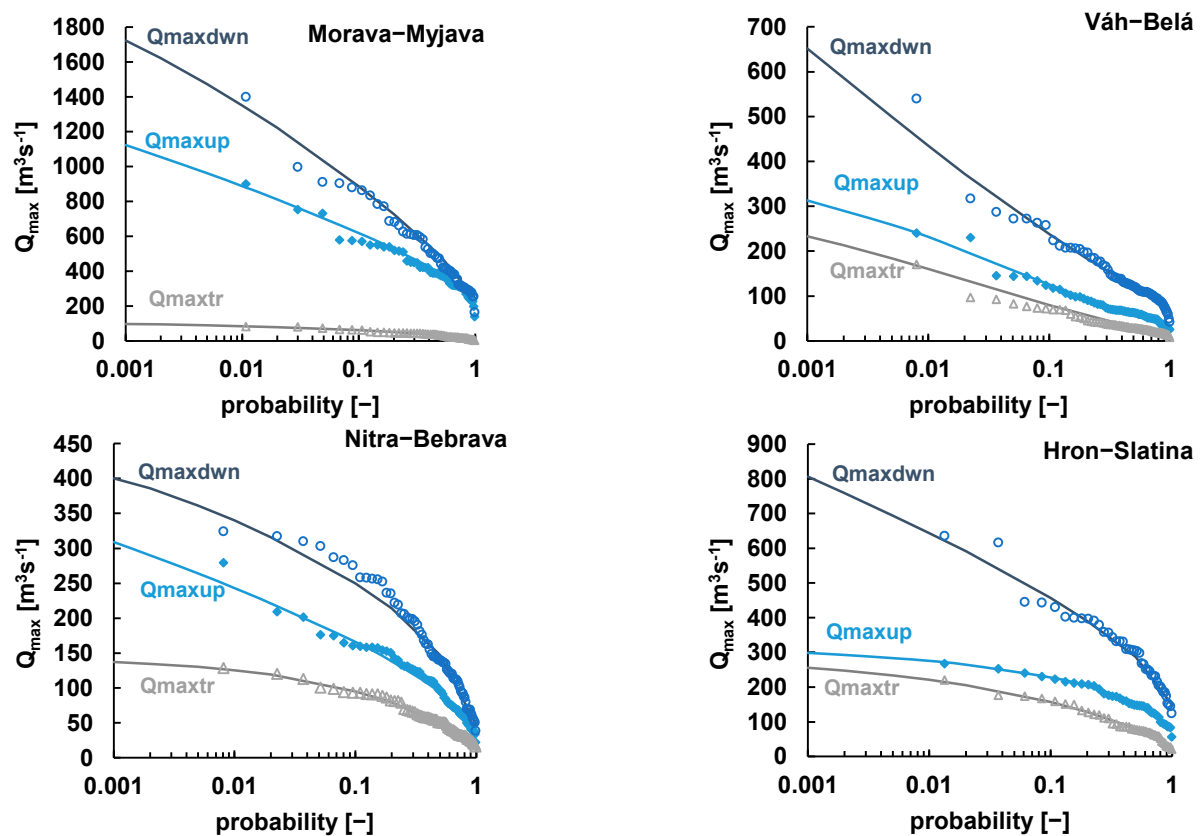 Morava−Myjava
Qmaxdwn
Qmaxup
Qmaxtr
Qmax [m³s⁻¹]
1800
1600
1400
1200
1000
800
600
400
200
0
0.001 0.01 0.1 1
probability [−]
Váh−Belá
Qmaxdwn
Qmaxup
Qmaxtr
Qmax [m³s⁻¹]
700
600
500
400
300
200
100
0
0.001 0.01 0.1 1
probability [−]
Nitra−Bebrava
Qmaxdwn
Qmaxup
Qmaxtr
Qmax [m³s⁻¹]
450
400
350
300
250
200
150
100
50
0
0.001 0.01 0.1 1
probability [−]
Hron−Slatina
Qmaxdwn
Qmaxup
Qmaxtr
Qmax [m³s⁻¹]
900
800
700
600
500
400
300
200
100
0
0.001 0.01 0.1 1
probability [−]